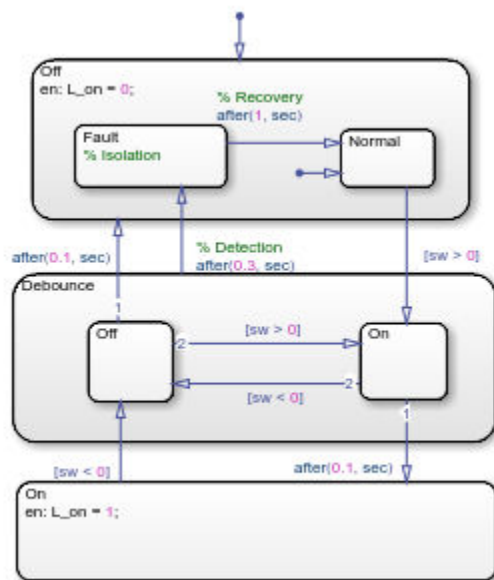 Off
en: L_on = 0;
% Recovery
after(1, sec)
Fault
% Isolation
Normal
after(0.1, sec)
% Detection
after(0.3, sec)
[sw > 0]
Debounce
1
Off
2
[sw > 0]
On
[sw < 0]
2
1
[sw < 0]
after(0.1, sec)
On
en: L_on = 1;